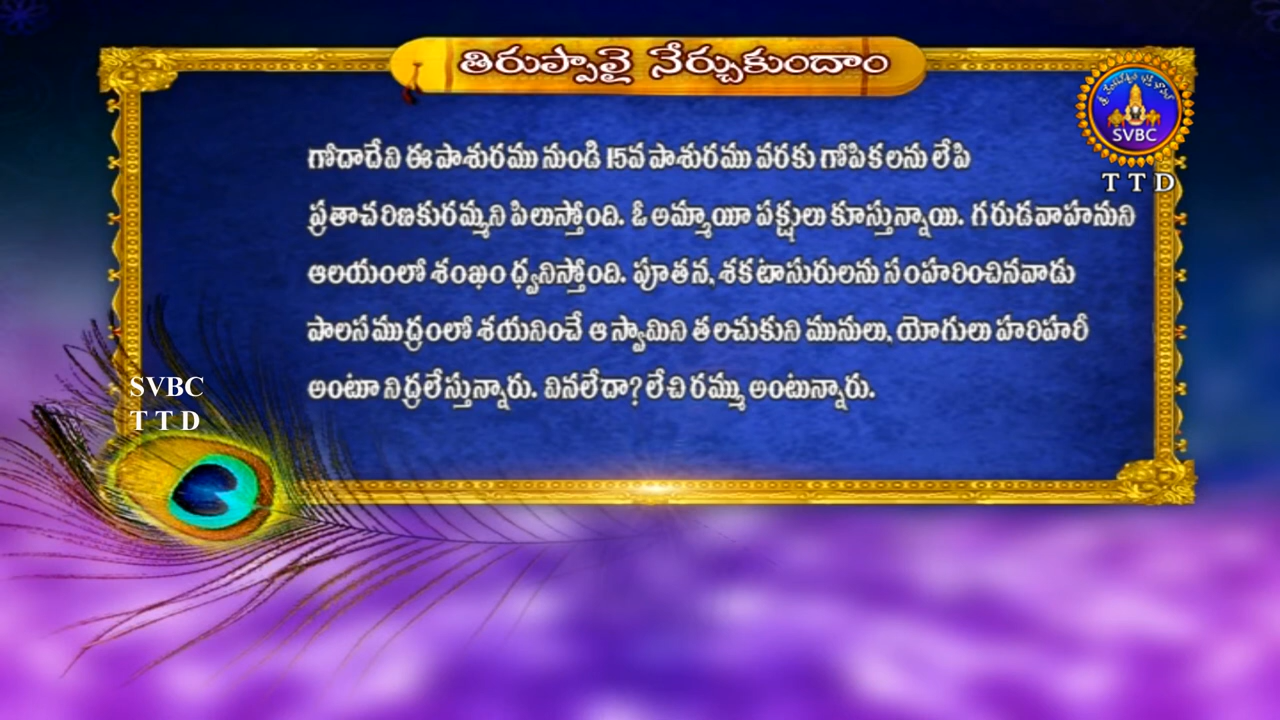 తిరుప్పావై నేర్చుకుందాం
గోదాదేవి ఈ పాశురము నుండి 15వ పాశురము వరకు గోపికలను లేపి
వ్రతాచరణకురమ్మని పిలుస్తోంది. ఓ అమ్మాయీ పక్షులు కూస్తున్నాయి. గరుడవాహనుని
ఆలయంలో శంఖం ధ్వనిస్తోంది. పూతన, శకటాసురులను సంహరించినవాడు
పాలసముద్రంలో శయనించే ఆ స్వామిని తలచుకుని మునులు, యోగులు హరిహరీ
అంటూ నిద్రలేస్తున్నారు. వినలేదా? లేచి రమ్ము అంటున్నారు.
SVBC
T T D
SVBC
T T D